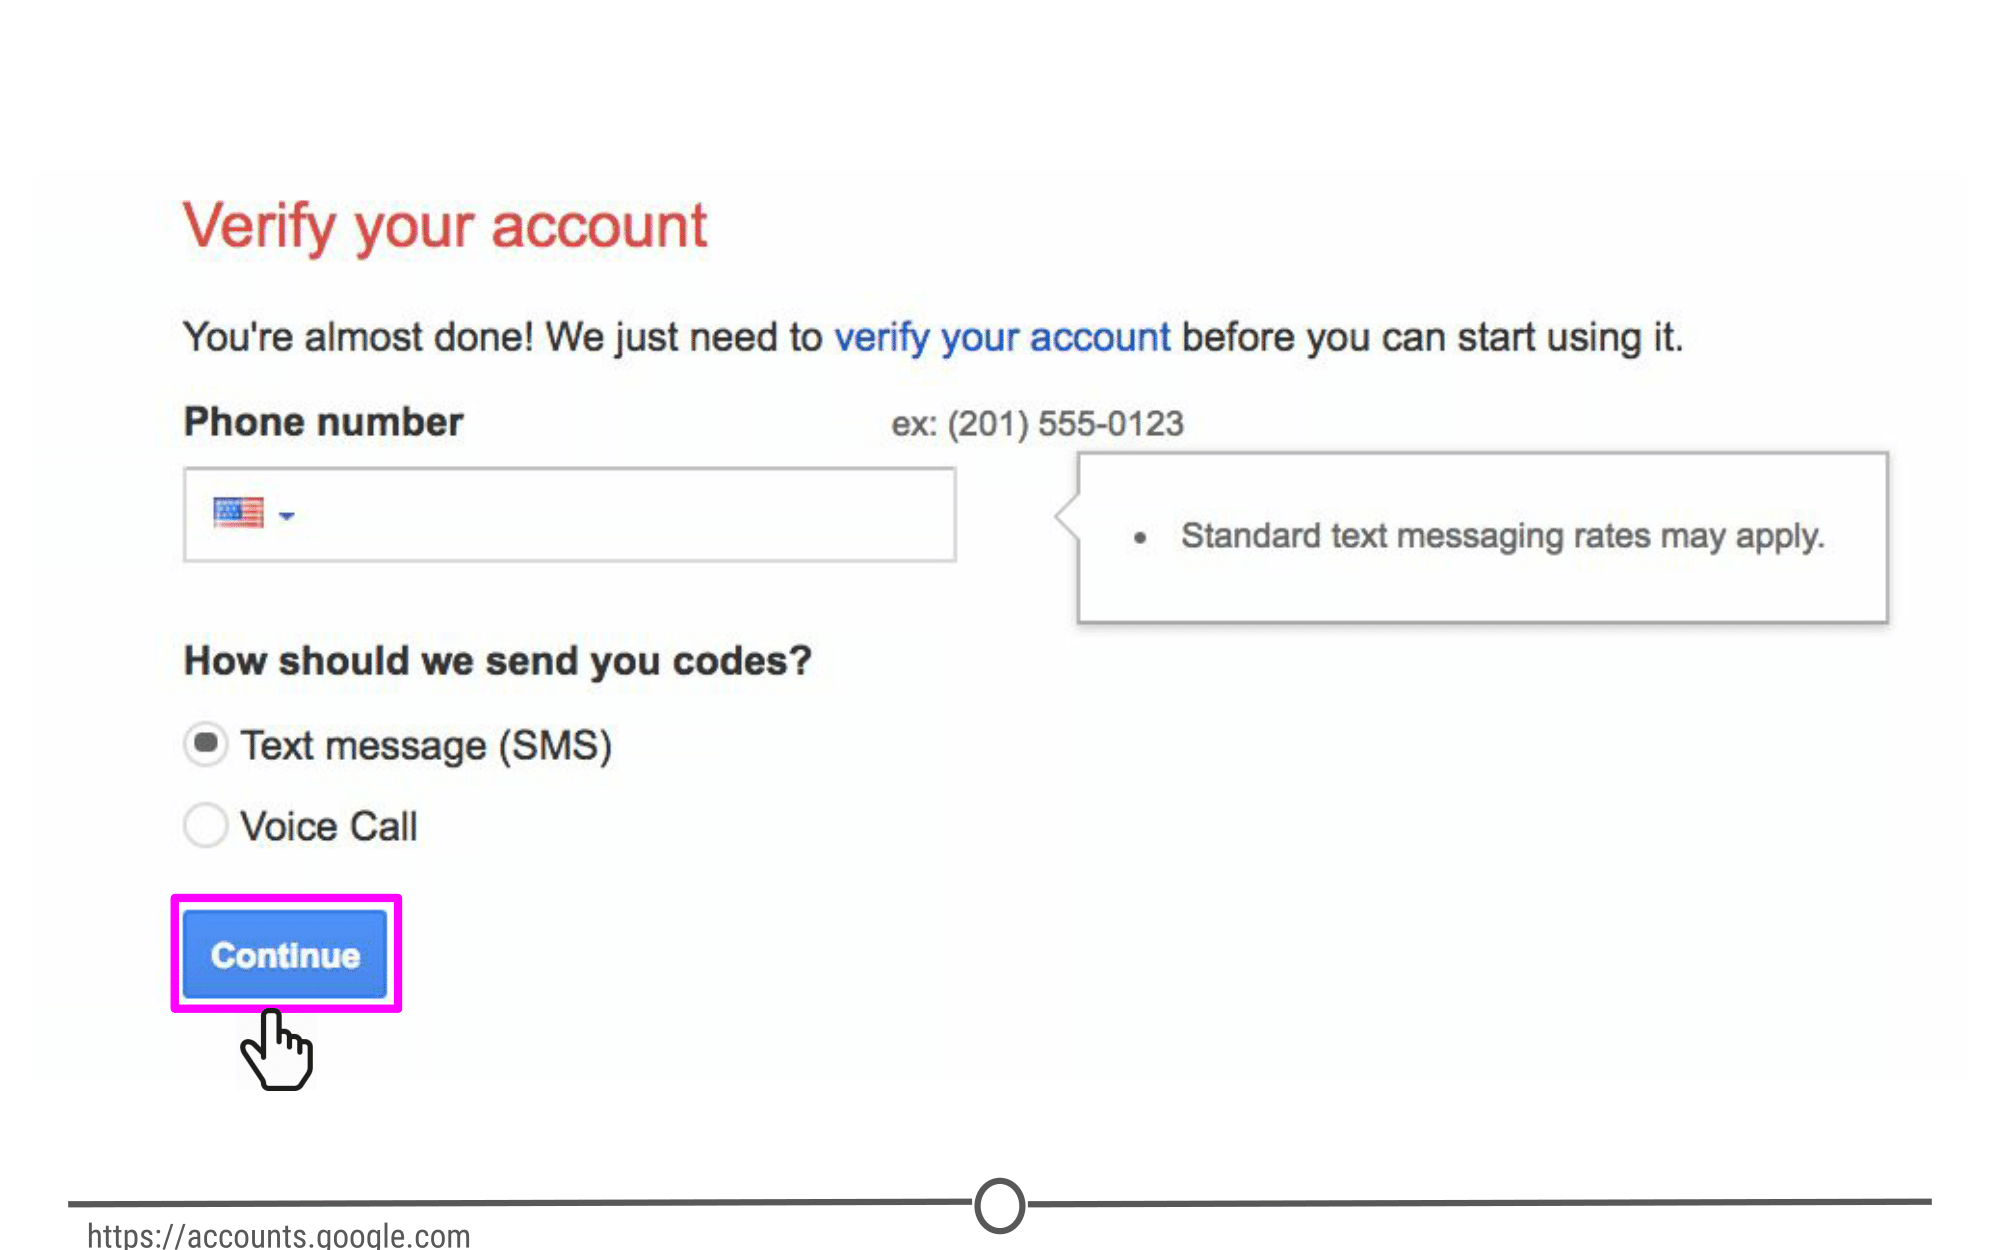 Verify your account
You're almost done! We just need to verify your account before you can start using it.
Phone number
ex: (201) 555-0123
• Standard text messaging rates may apply.
How should we send you codes?
Text message (SMS)
Voice Call
Continue
https://accounts.google.com